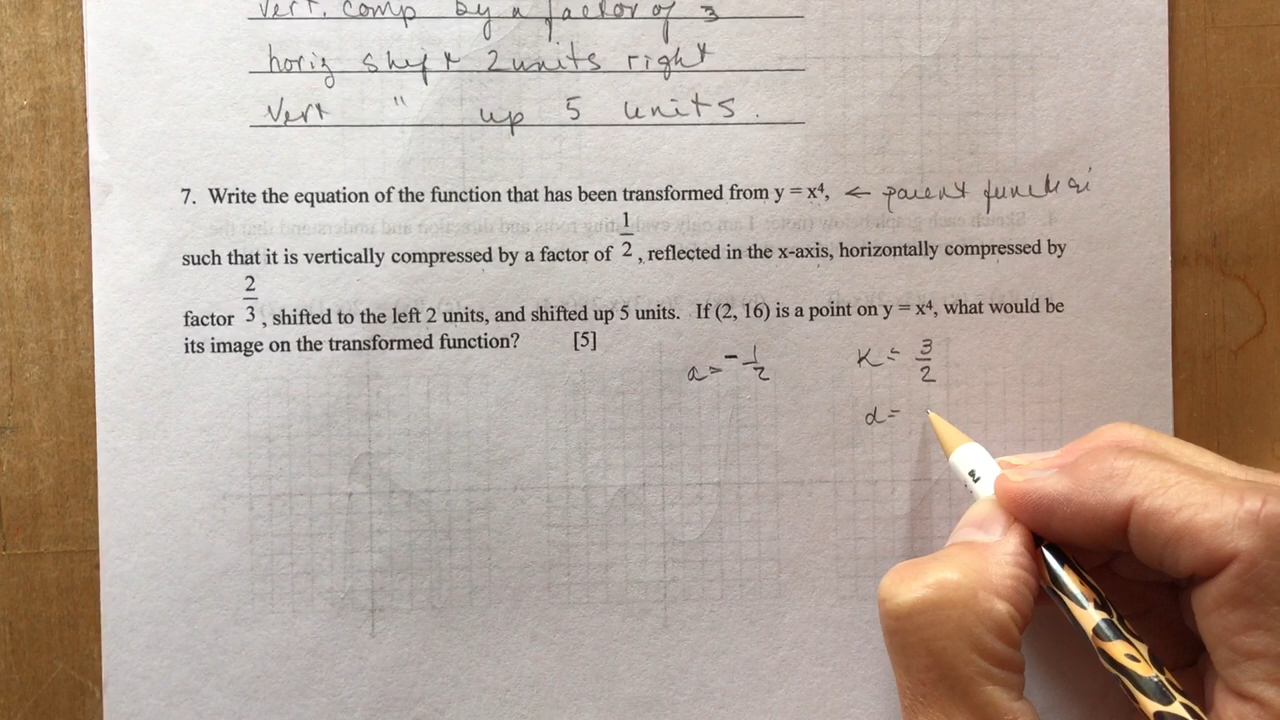 Vert. comp by a factor of 3
horiz shift 2 units right
Vert " up 5 units.
7. Write the equation of the function that has been transformed from y = x⁴, ← parent function
such that it is vertically compressed by a factor of 1/2, reflected in the x-axis, horizontally compressed by
factor 2/3, shifted to the left 2 units, and shifted up 5 units. If (2, 16) is a point on y = x⁴, what would be
its image on the transformed function? [5]
a = -1/2 K = 3/2
d =